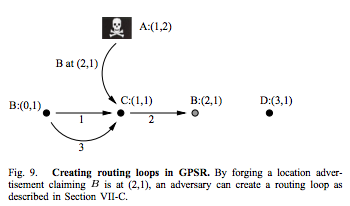 A:(1,2)
B at (2,1)
B:(0,1)
C:(1,1)
B:(2,1)
D:(3,1)
1
2
3
Fig. 9. Creating routing loops in GPSR. By forging a location adver-
tisement claiming B is at (2,1), an adversary can create a routing loop as
described in Section VII-C.